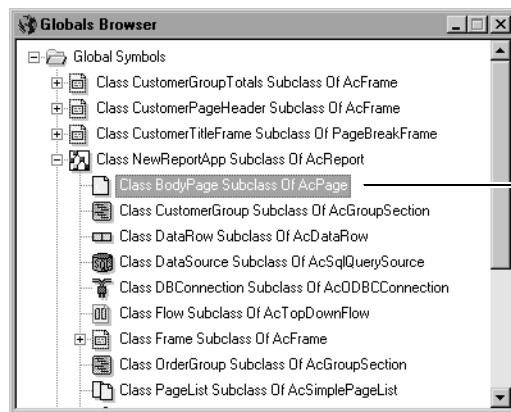 Globals Browser
Global Symbols
Class CustomerGroupTotals Subclass Of AcFrame
Class CustomerPageHeader Subclass Of AcFrame
Class CustomerTitleFrame Subclass Of PageBreakFrame
Class NewReportApp Subclass Of AcReport
Class BodyPage Subclass Of AcPage
Class CustomerGroup Subclass Of AcGroupSection
Class DataRow Subclass Of AcDataRow
Class DataSource Subclass Of AcSqlQuerySource
Class DBConnection Subclass Of AcODBCConnection
Class Flow Subclass Of AcTopDownFlow
Class Frame Subclass Of AcFrame
Class OrderGroup Subclass Of AcGroupSection
Class PageList Subclass Of AcSimplePageList